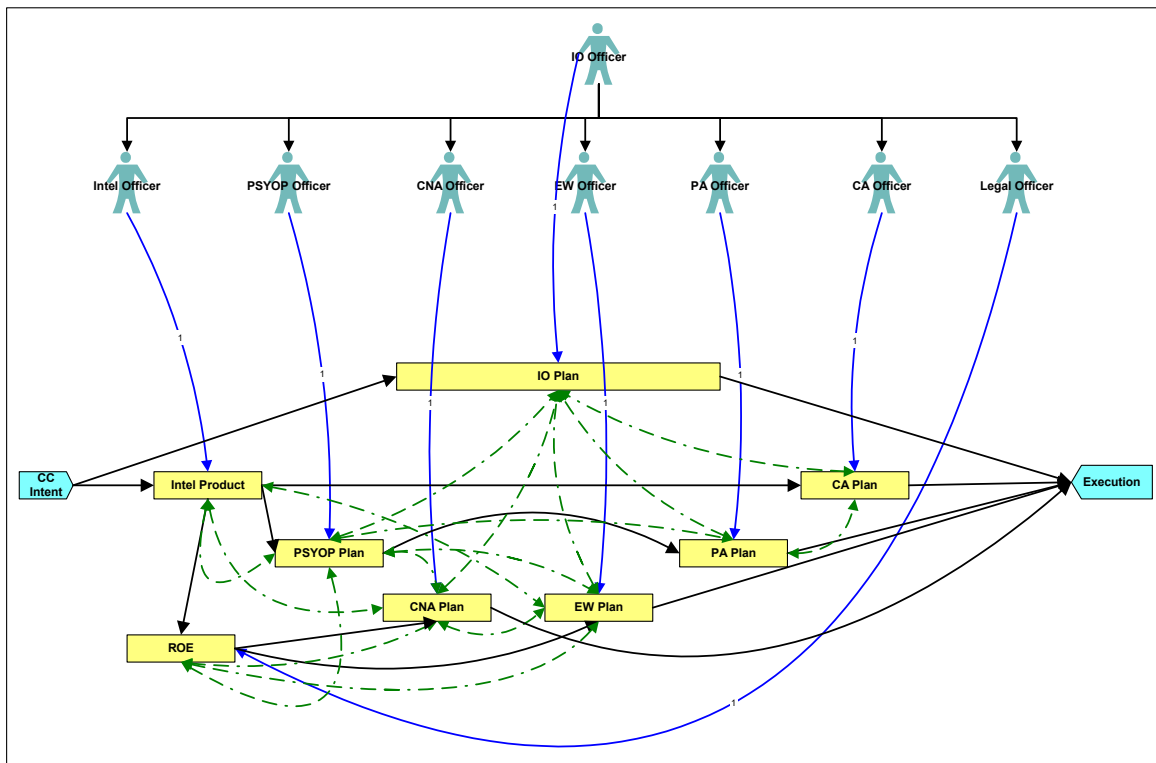 IO Officer
Intel Officer
PSYOP Officer
CNA Officer
EW Officer
PA Officer
CA Officer
Legal Officer
1
1
1
1
1
1
1
1
IO Plan
CC
Intent
Intel Product
CA Plan
Execution
PSYOP Plan
PA Plan
CNA Plan
EW Plan
ROE